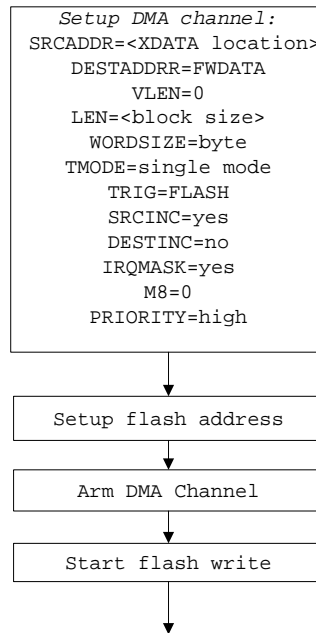 Setup DMA channel:
SRCADDR=<XDATA location>
DESTADDRR=FWDATA
VLEN=0
LEN=<block size>
WORDSIZE=byte
TMODE=single mode
TRIG=FLASH
SRCINC=yes
DESTINC=no
IRQMASK=yes
M8=0
PRIORITY=high
Setup flash address
Arm DMA Channel
Start flash write